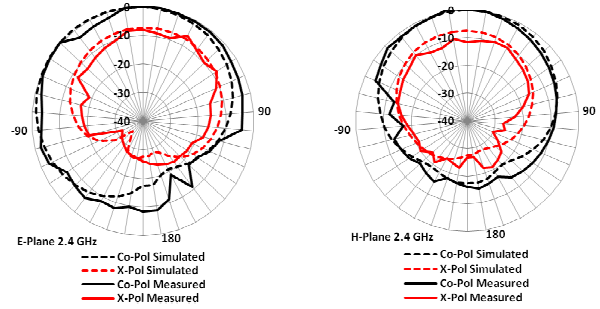 -0
-10
-20
-30
-40
-90
90
180
E-Plane 2.4 GHz
Co-Pol Simulated
X-Pol Simulated
Co-Pol Measured
X-Pol Measured
-0
-10
-20
-30
-40
-90
90
180
H-Plane 2.4 GHz
Co-Pol Simulated
X-Pol Simulated
Co-Pol Measured
X-Pol Measured